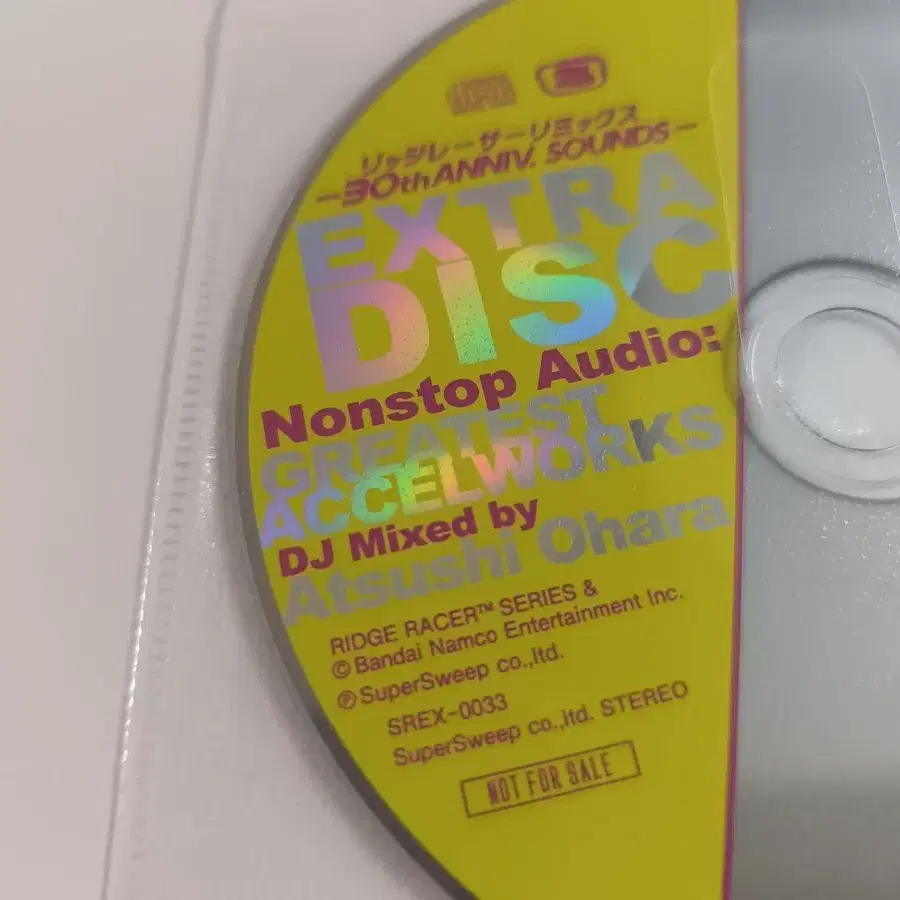 リッジレーサーリミックス
-30th ANNIV. SOUNDS-
EXTRA
DISC
Nonstop Audio:
GREATEST
ACCELWORKS
DJ Mixed by
Atsushi Ohara
RIDGE RACER™ SERIES &
© Bandai Namco Entertainment Inc.
℗ SuperSweep co.,ltd.
SREX-0033
SuperSweep co.,ltd. STEREO
NOT FOR SALE